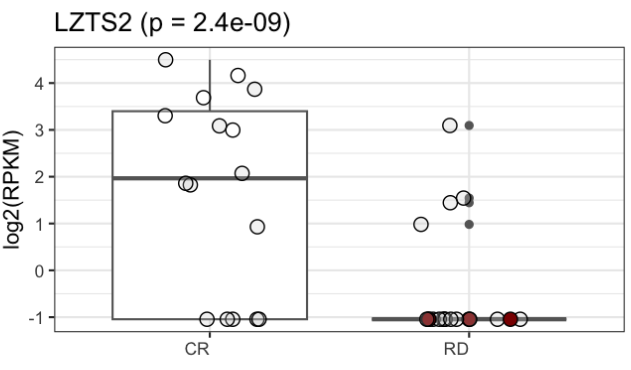 LZTS2 (p = 2.4e-09)
log2(RPKM)
4
3
2
1
0
-1
CR
RD